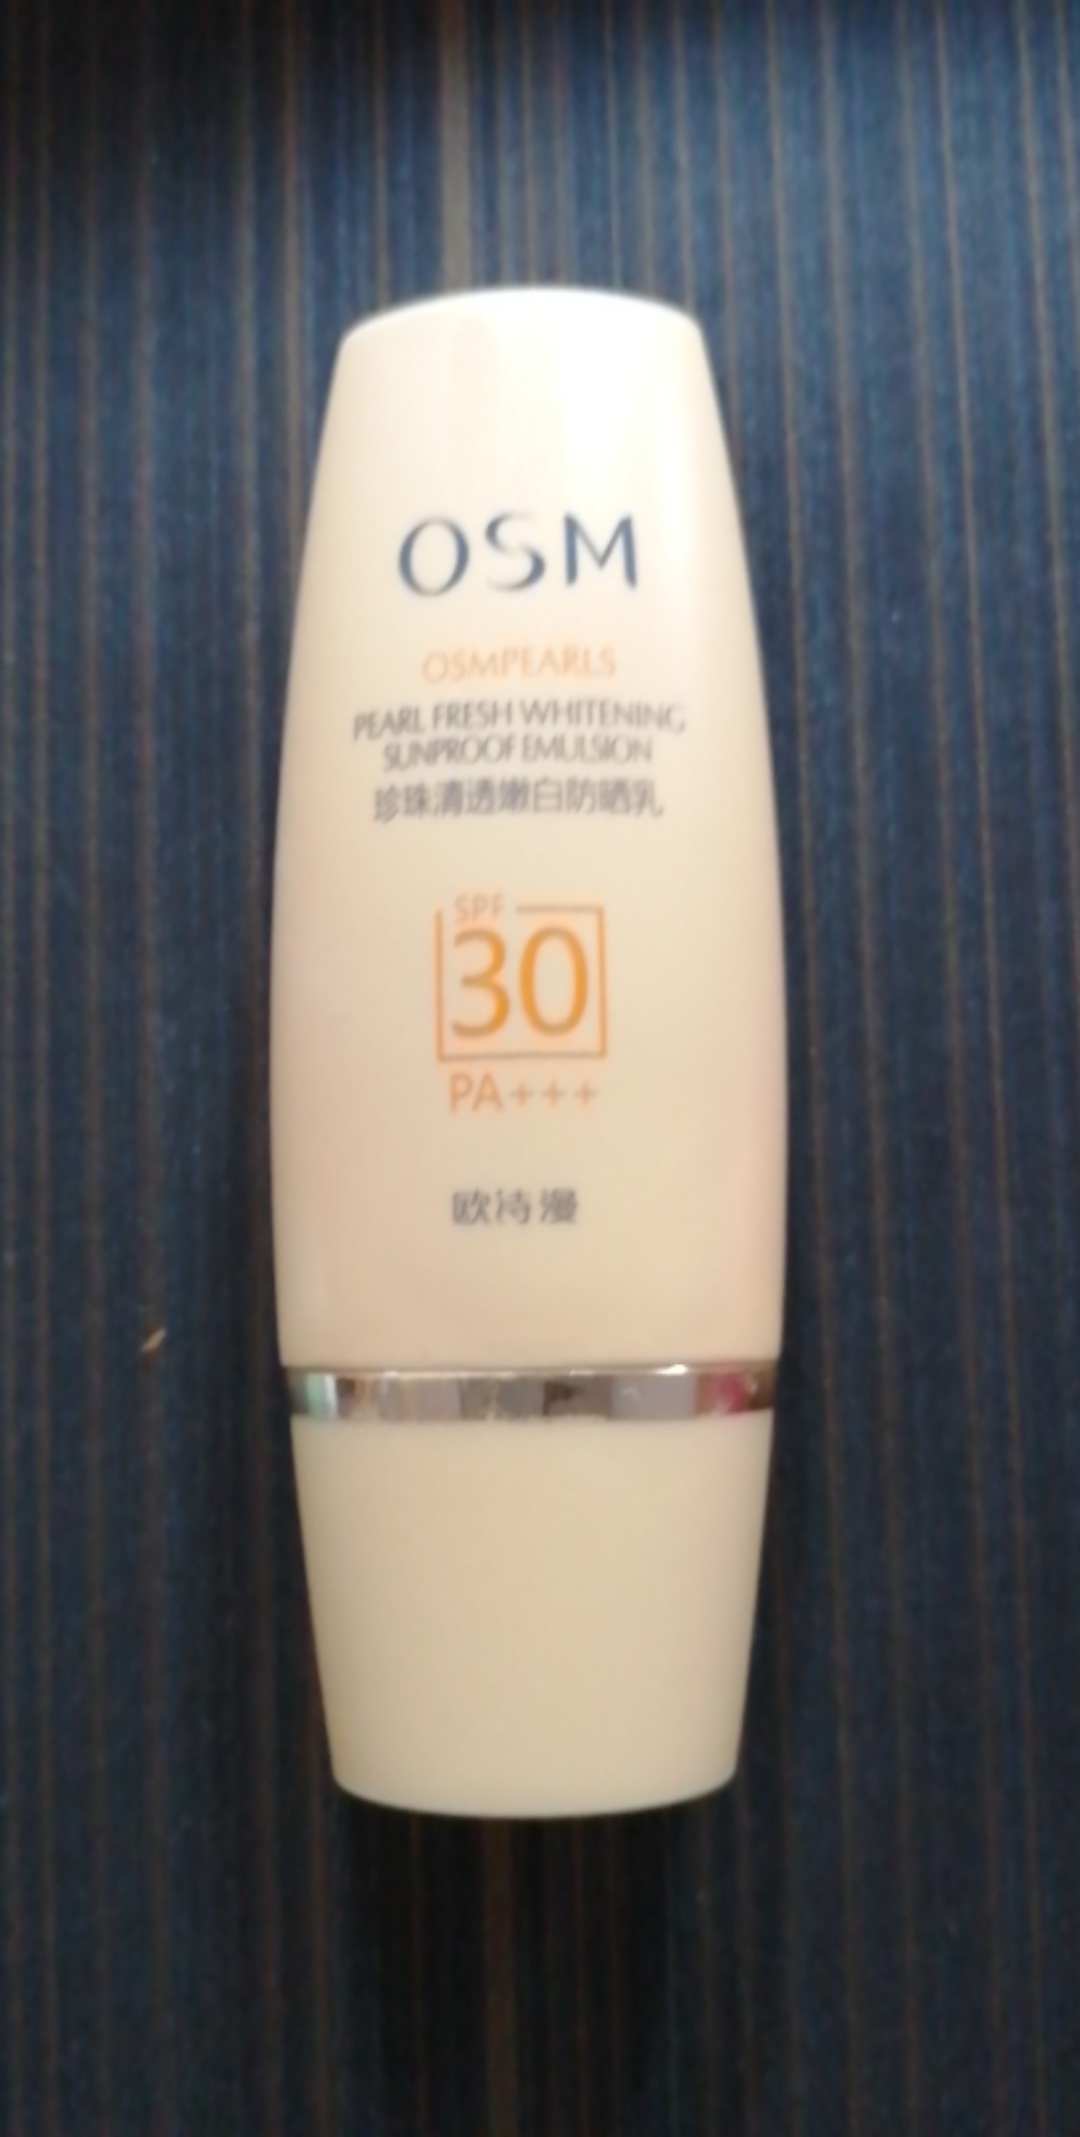 OSM
OSMPEARLS
PEARL FRESH WHITENING
SUNPROOF EMULSION
珍珠清透嫩白防晒乳
SPF
30
PA+++
欧诗漫